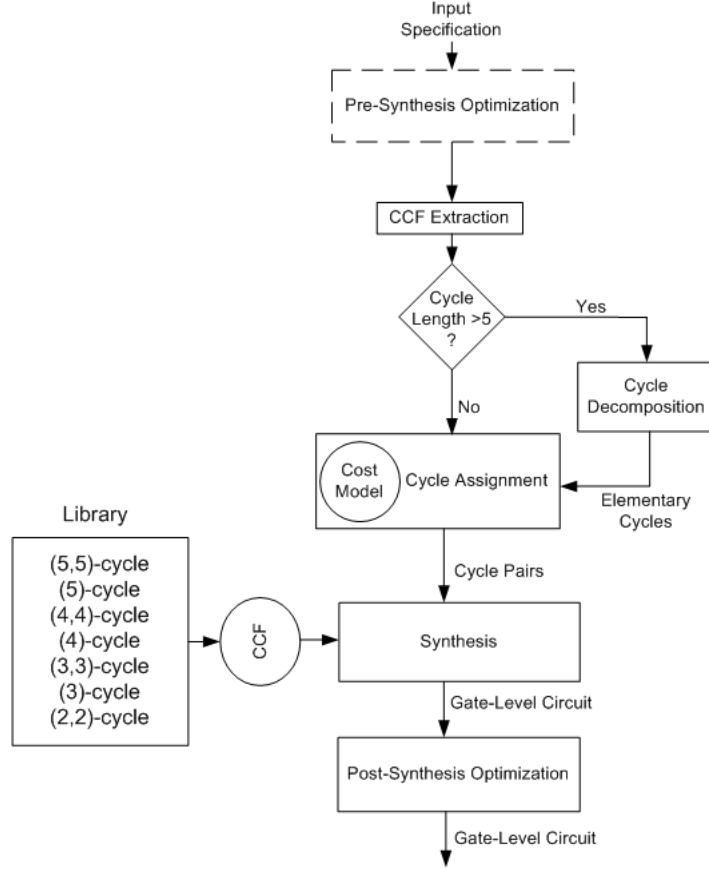 Input
Specification
Pre-Synthesis Optimization
CCF Extraction
Cycle
Length >5
?
Yes
No
Cycle
Decomposition
Cost
Model
Cycle Assignment
Elementary
Cycles
Library
(5,5)-cycle
(5)-cycle
(4,4)-cycle
(4)-cycle
(3,3)-cycle
(3)-cycle
(2,2)-cycle
Cycle Pairs
CCF
Synthesis
Gate-Level Circuit
Post-Synthesis Optimization
Gate-Level Circuit